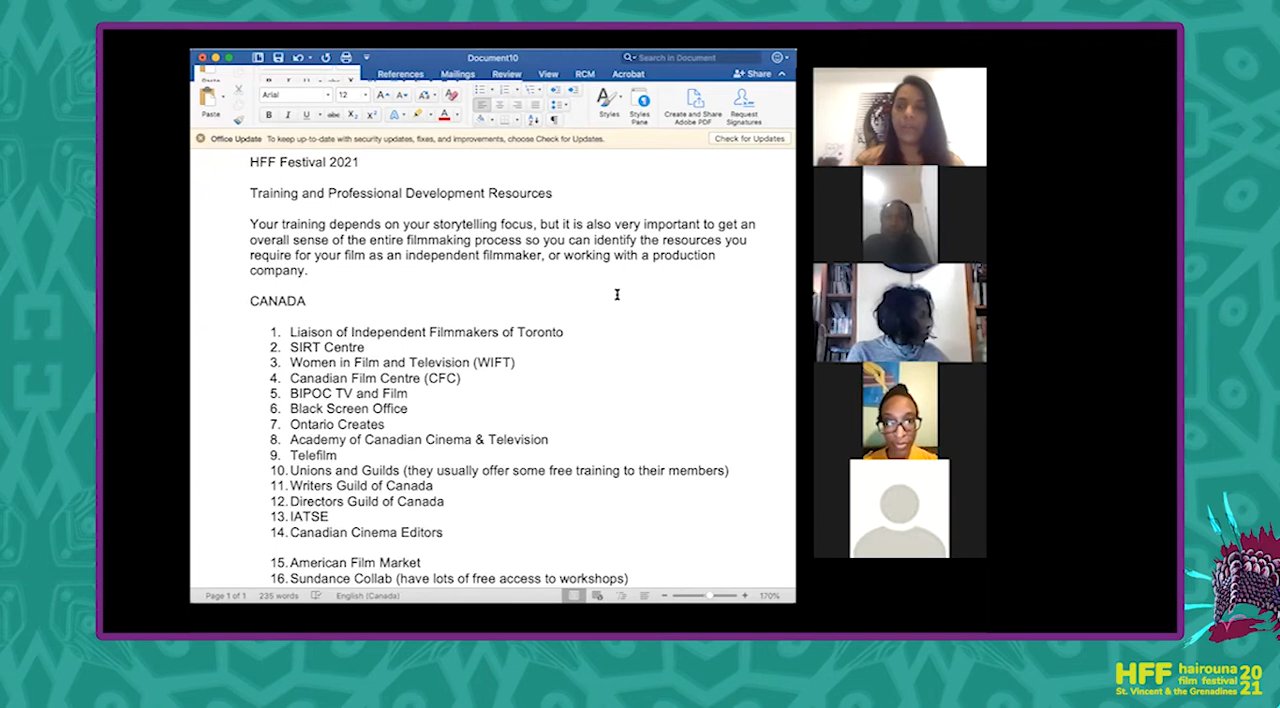 Document10
Search in Document
References Mailings Review View RCM Acrobat
Share
Arial 12
Paste
Styles
Styles Pane
Create and Share Adobe PDF
Request Signatures
Office Update To keep up-to-date with security updates, fixes, and improvements, choose Check for Updates.
Check for Updates
HFF Festival 2021
Training and Professional Development Resources
Your training depends on your storytelling focus, but it is also very important to get an
overall sense of the entire filmmaking process so you can identify the resources you
require for your film as an independent filmmaker, or working with a production
company.
CANADA
1. Liaison of Independent Filmmakers of Toronto
2. SIRT Centre
3. Women in Film and Television (WIFT)
4. Canadian Film Centre (CFC)
5. BIPOC TV and Film
6. Black Screen Office
7. Ontario Creates
8. Academy of Canadian Cinema & Television
9. Telefilm
10. Unions and Guilds (they usually offer some free training to their members)
11. Writers Guild of Canada
12. Directors Guild of Canada
13. IATSE
14. Canadian Cinema Editors
15. American Film Market
16. Sundance Collab (have lots of free access to workshops)
Page 1 of 1 235 words English (Canada) 170%
HFF hairouna film festival 2021
St. Vincent & the Grenadines